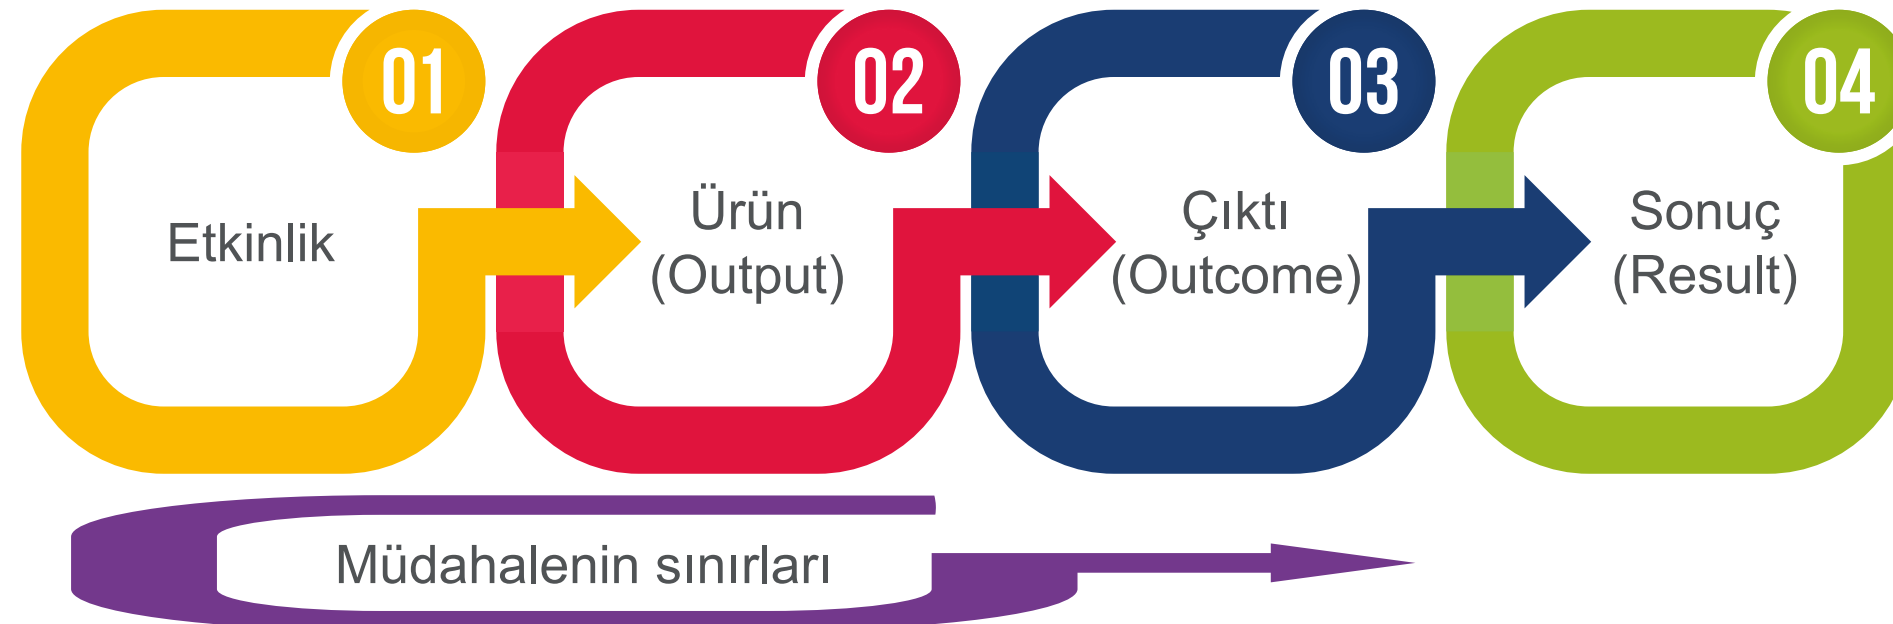 01
02
03
04
Etkinlik
Ürün
(Output)
Çıktı
(Outcome)
Sonuç
(Result)
Müdahalenin sınırları